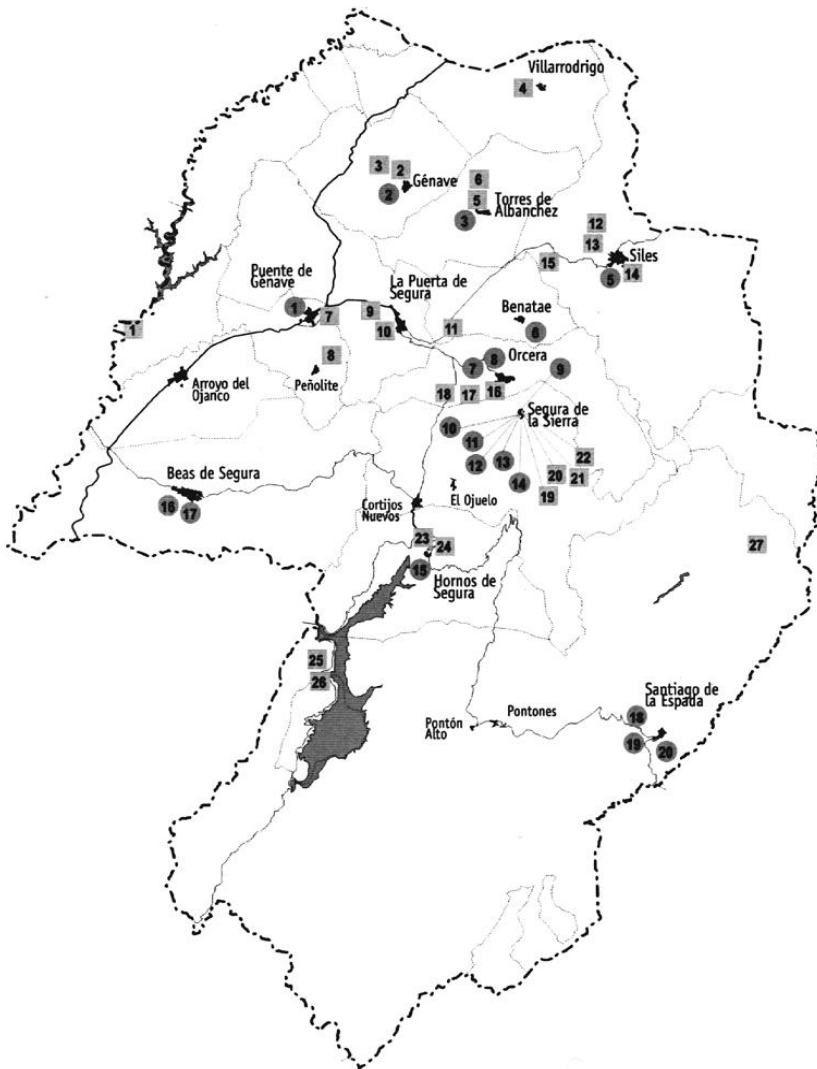 Villarrodrigo
4
3
2
Génave
2
6
5
Torres de
Albanchez
3
12
13
Siles
15
14
5
Puente de
Génave
1
7
La Puerta de
Segura
9
10
11
Benatae
6
1
8
Peñolite
Arroyo del
Ojanco
7
8
Orcera
9
18
17
16
Segura de
la Sierra
10
11
12
13
14
22
20
21
19
Beas de Segura
16
17
El Ojuelo
Cortijos
Nuevos
23
24
15
Hornos de
Segura
27
25
26
Santiago de
la Espada
18
Pontón
Alto
Pontones
19
20